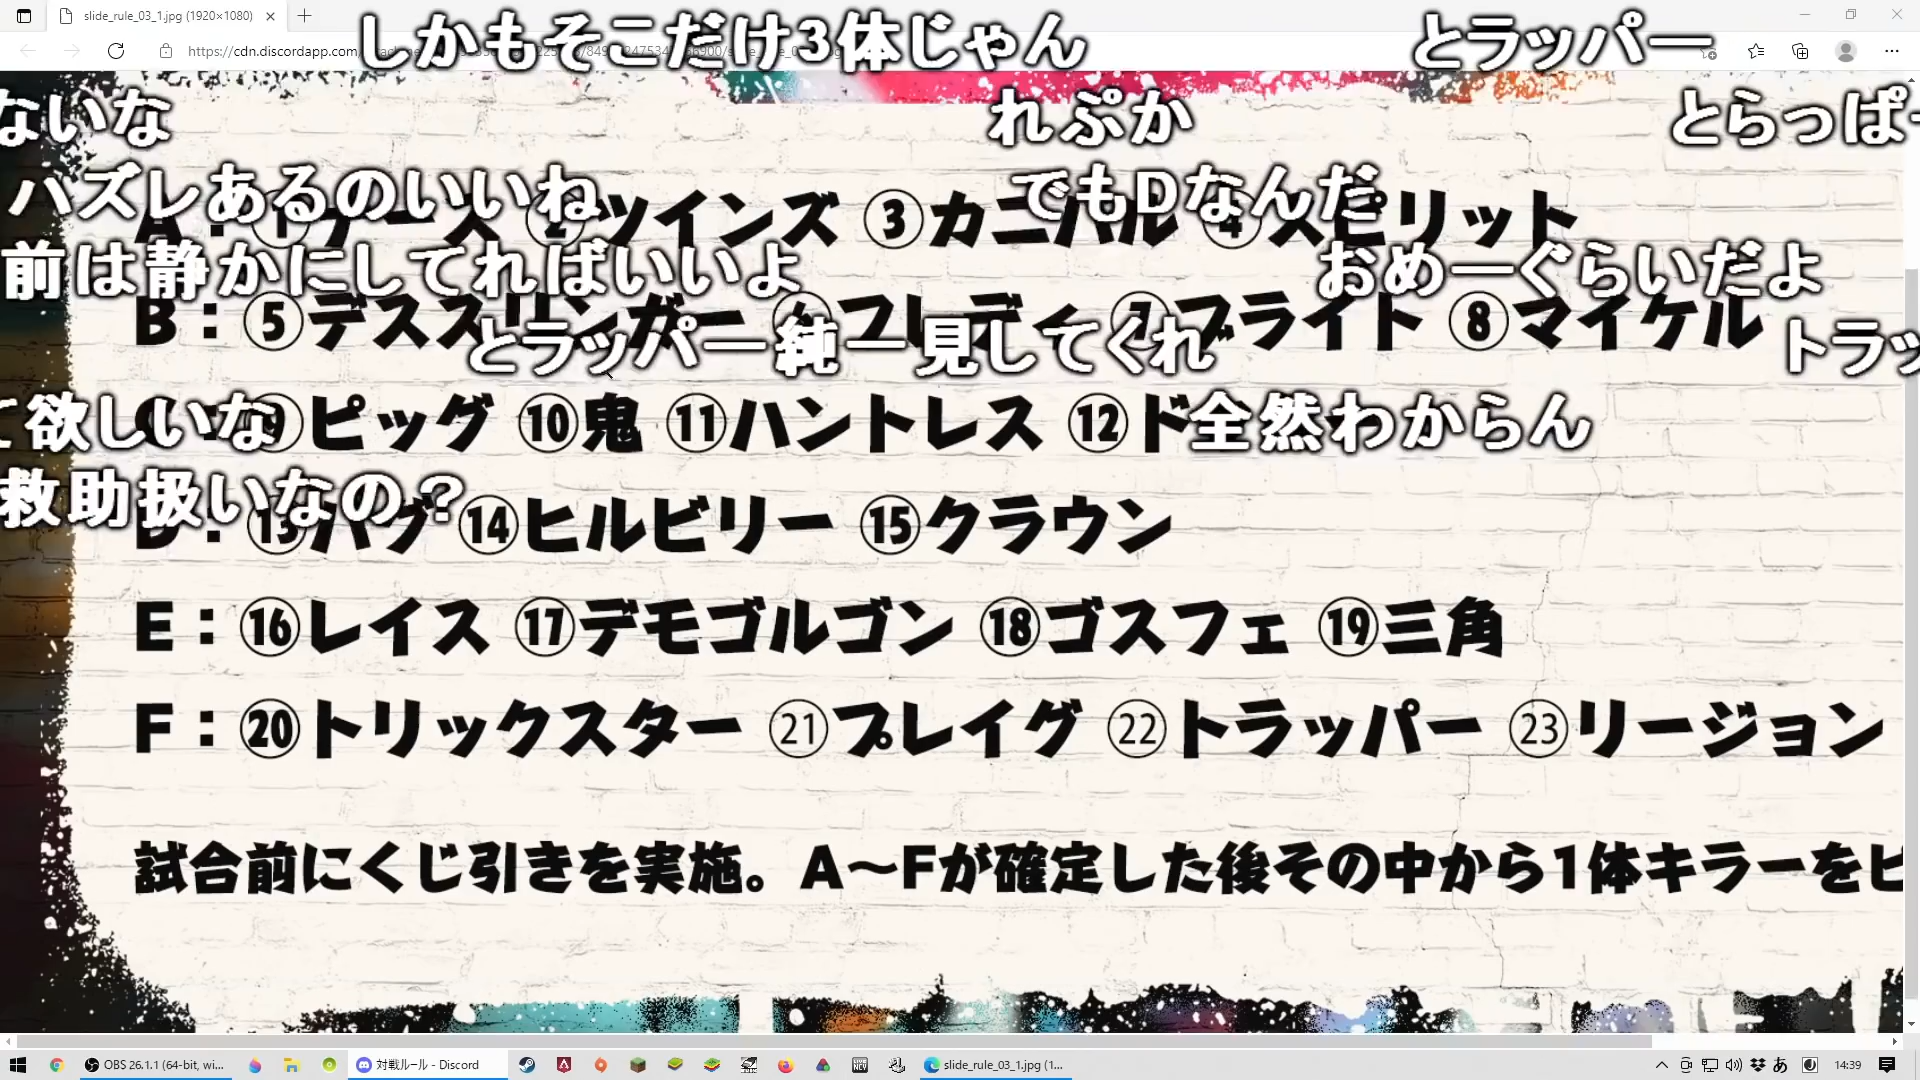 slide_rule_03_1.jpg (1920×1080)
https://cdn.discordapp.com
しかもそこだけ3体じゃん
とラッパー
ないな
れぷか
とらっぱー
ハズレあるのいいね
でもDなんだ
A：①ナース ②ツインズ ③カニバル ④スピリット
前は静かにしてればいいよ
おめーぐらいだよ
B：⑤デススリンガー ⑥フレディ ⑦ブライト ⑧マイケル
とラッパー純一見してくれ
トラッ
て欲しいな
全然わからん
⑨ピッグ ⑩鬼 ⑪ハントレス ⑫ド
救助扱いなの?
D：⑬ハグ ⑭ヒルビリー ⑮クラウン
E：⑯レイス ⑰デモゴルゴン ⑱ゴスフェ ⑲三角
F：⑳トリックスター ㉑プレイグ ㉒トラッパー ㉓リージョン
試合前にくじ引きを実施。A～Fが確定した後その中から1体キラーをピ
OBS 26.1.1 (64-bit, wi...
対戦ルール - Discord
slide_rule_03_1.jpg (1...
あ
14:39